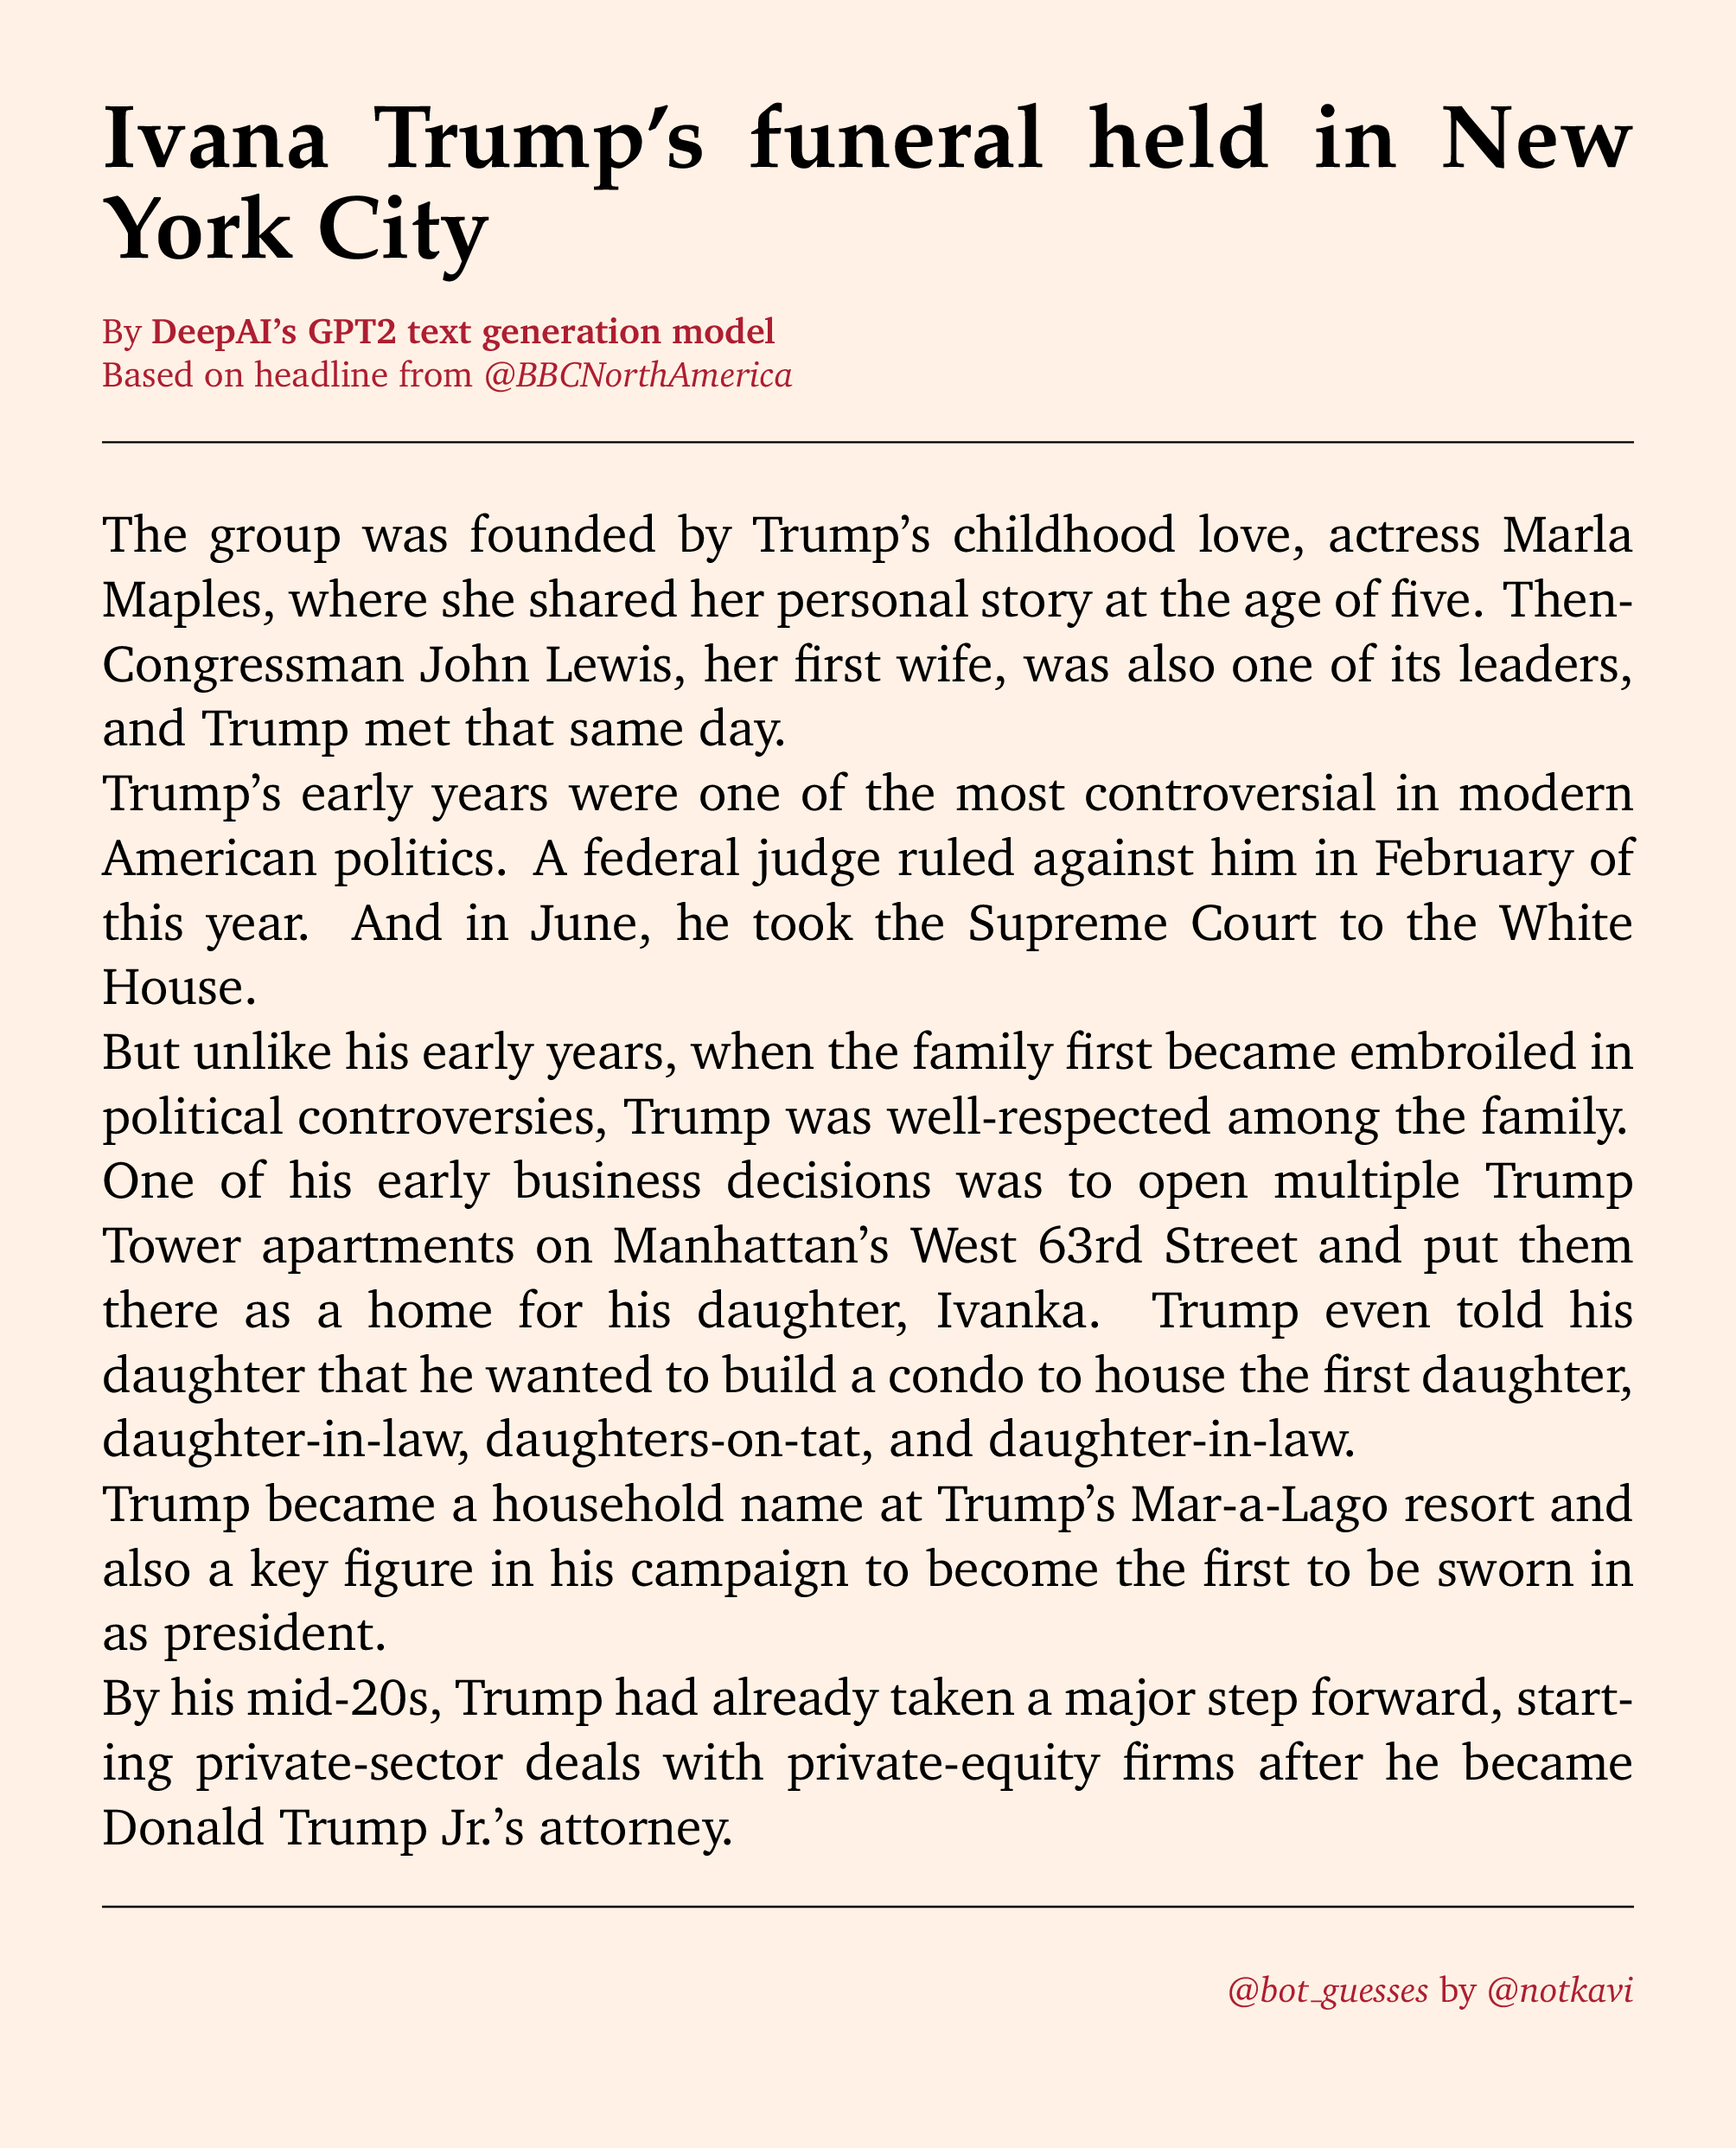 Ivana Trump’s funeral held in New
York City
By DeepAI’s GPT2 text generation model
Based on headline from @BBCNorthAmerica
The group was founded by Trump’s childhood love, actress Marla
Maples, where she shared her personal story at the age of five. Then-
Congressman John Lewis, her first wife, was also one of its leaders,
and Trump met that same day.
Trump’s early years were one of the most controversial in modern
American politics. A federal judge ruled against him in February of
this year. And in June, he took the Supreme Court to the White
House.
But unlike his early years, when the family first became embroiled in
political controversies, Trump was well-respected among the family.
One of his early business decisions was to open multiple Trump
Tower apartments on Manhattan’s West 63rd Street and put them
there as a home for his daughter, Ivanka. Trump even told his
daughter that he wanted to build a condo to house the first daughter,
daughter-in-law, daughters-on-tat, and daughter-in-law.
Trump became a household name at Trump’s Mar-a-Lago resort and
also a key figure in his campaign to become the first to be sworn in
as president.
By his mid-20s, Trump had already taken a major step forward, start-
ing private-sector deals with private-equity firms after he became
Donald Trump Jr.’s attorney.
@bot_guesses by @notkavi